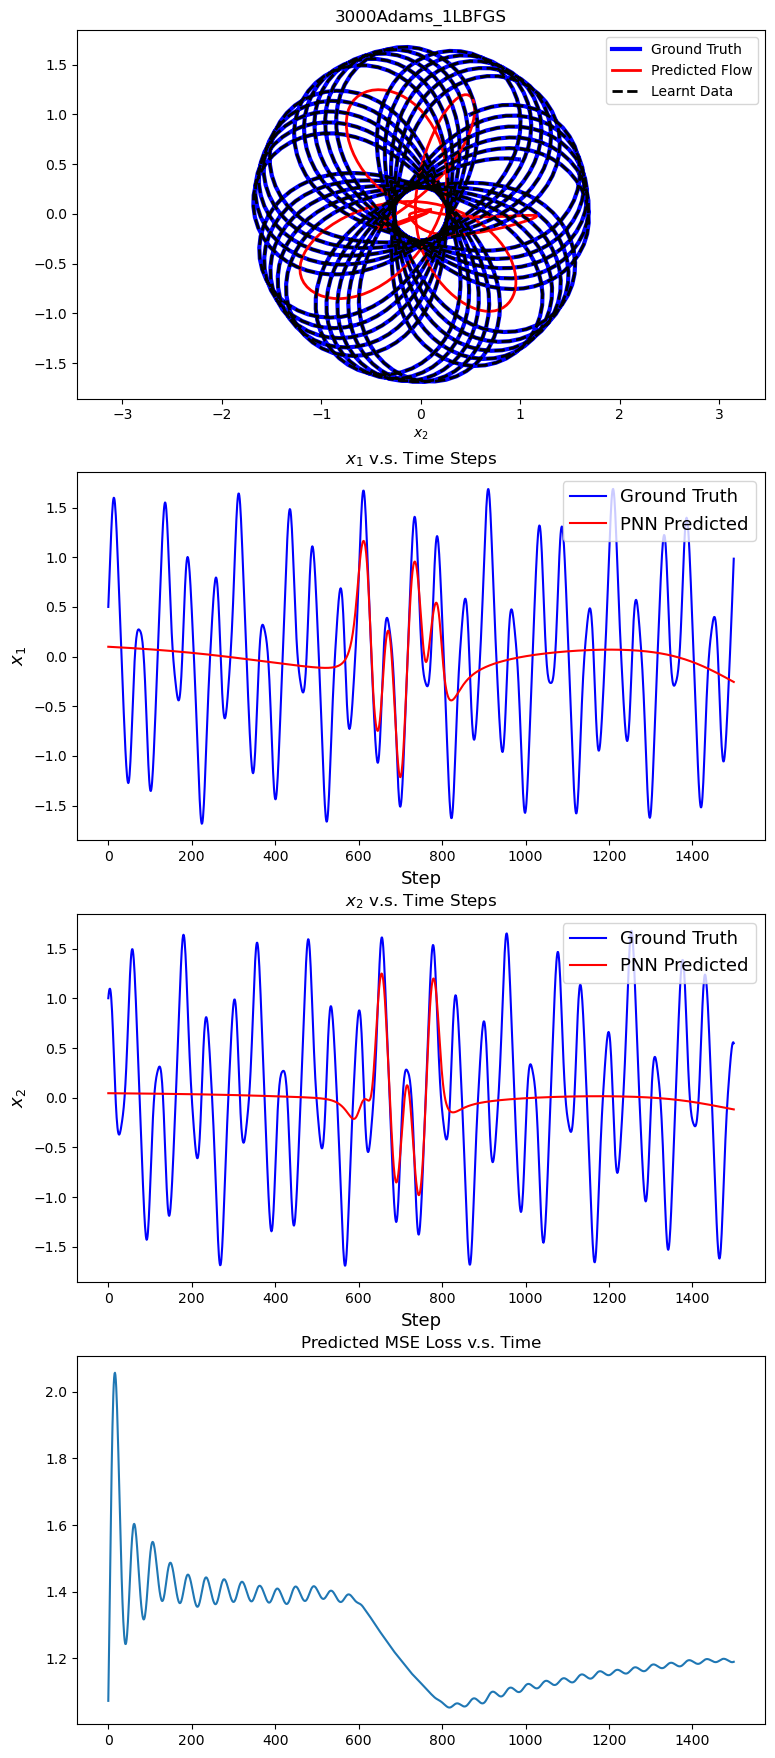 3000Adams_1LBFGS
Ground Truth
Predicted Flow
Learnt Data
1.5
1.0
0.5
0.0
−0.5
−1.0
−1.5
−3 −2 −1 0 1 2 3
x₂
x₁ v.s. Time Steps
Ground Truth
PNN Predicted
1.5
1.0
0.5
0.0
−0.5
−1.0
−1.5
x₁
0 200 400 600 800 1000 1200 1400
Step
x₂ v.s. Time Steps
Ground Truth
PNN Predicted
1.5
1.0
0.5
0.0
−0.5
−1.0
−1.5
x₂
0 200 400 600 800 1000 1200 1400
Step
Predicted MSE Loss v.s. Time
2.0
1.8
1.6
1.4
1.2
0 200 400 600 800 1000 1200 1400